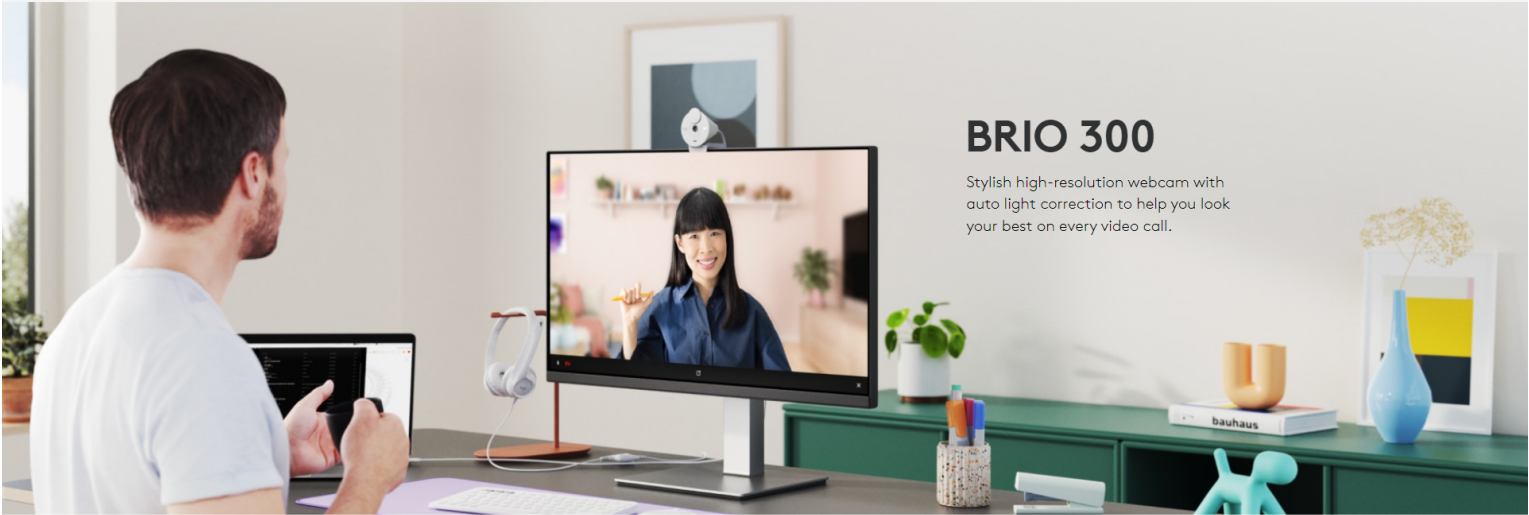 BRIO 300
Stylish high-resolution webcam with
auto light correction to help you look
your best on every video call.
bauhaus